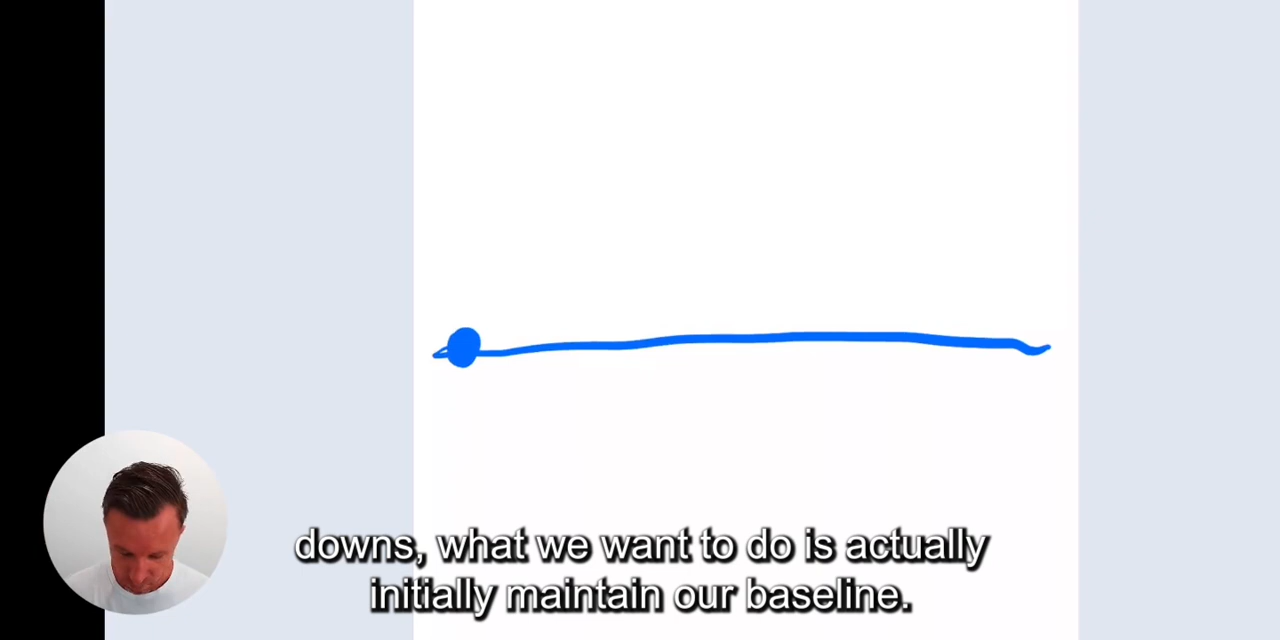 downs, what we want to do is actually
initially maintain our baseline.